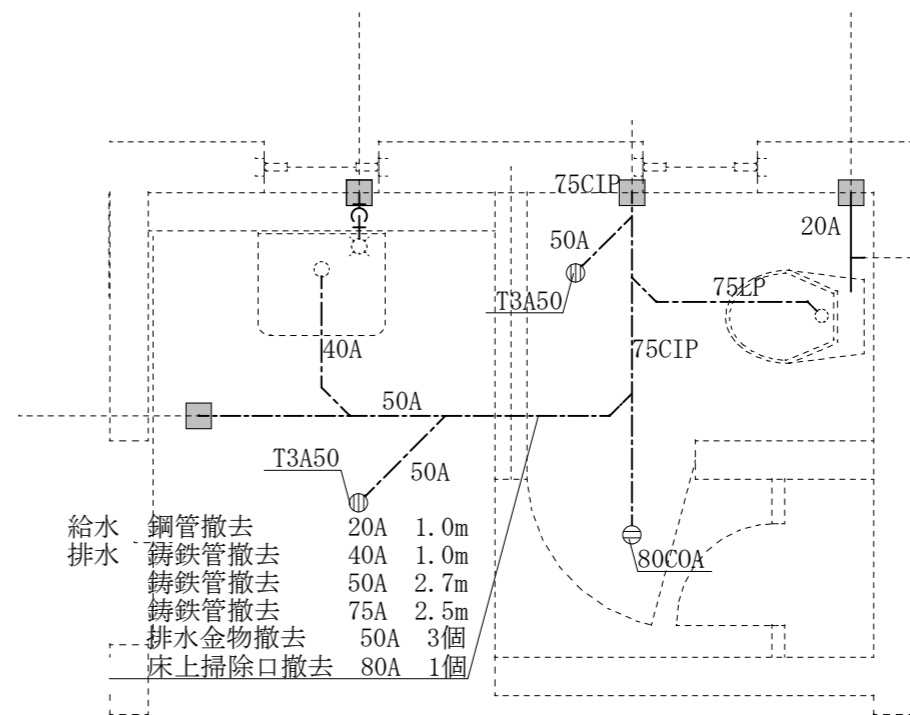 75CIP
20A
50A
T3A50
75LP
40A
75CIP
50A
T3A50
50A
給水 鋼管撤去 20A 1.0m
排水 鋳鉄管撤去 40A 1.0m
鋳鉄管撤去 50A 2.7m
鋳鉄管撤去 75A 2.5m
排水金物撤去 50A 3個
床上掃除口撤去 80A 1個
80COA